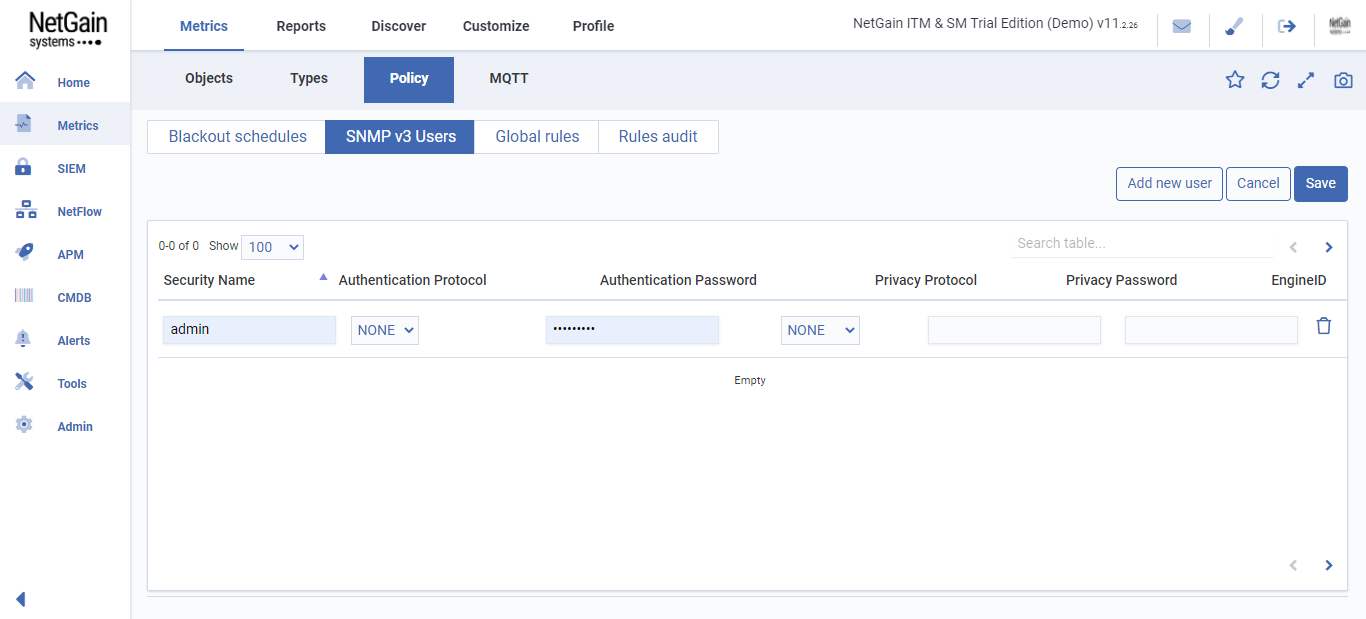 NetGain
systems
Metrics Reports Discover Customize Profile
NetGain ITM & SM Trial Edition (Demo) v11.2.26
NetGain
systems
Home
Metrics
SIEM
NetFlow
APM
CMDB
Alerts
Tools
Admin
Objects Types Policy MQTT
Blackout schedules SNMP v3 Users Global rules Rules audit
Add new user Cancel Save
0-0 of 0 Show 100 Search table...
Security Name Authentication Protocol Authentication Password Privacy Protocol Privacy Password EngineID
admin NONE ••••••••• NONE
Empty